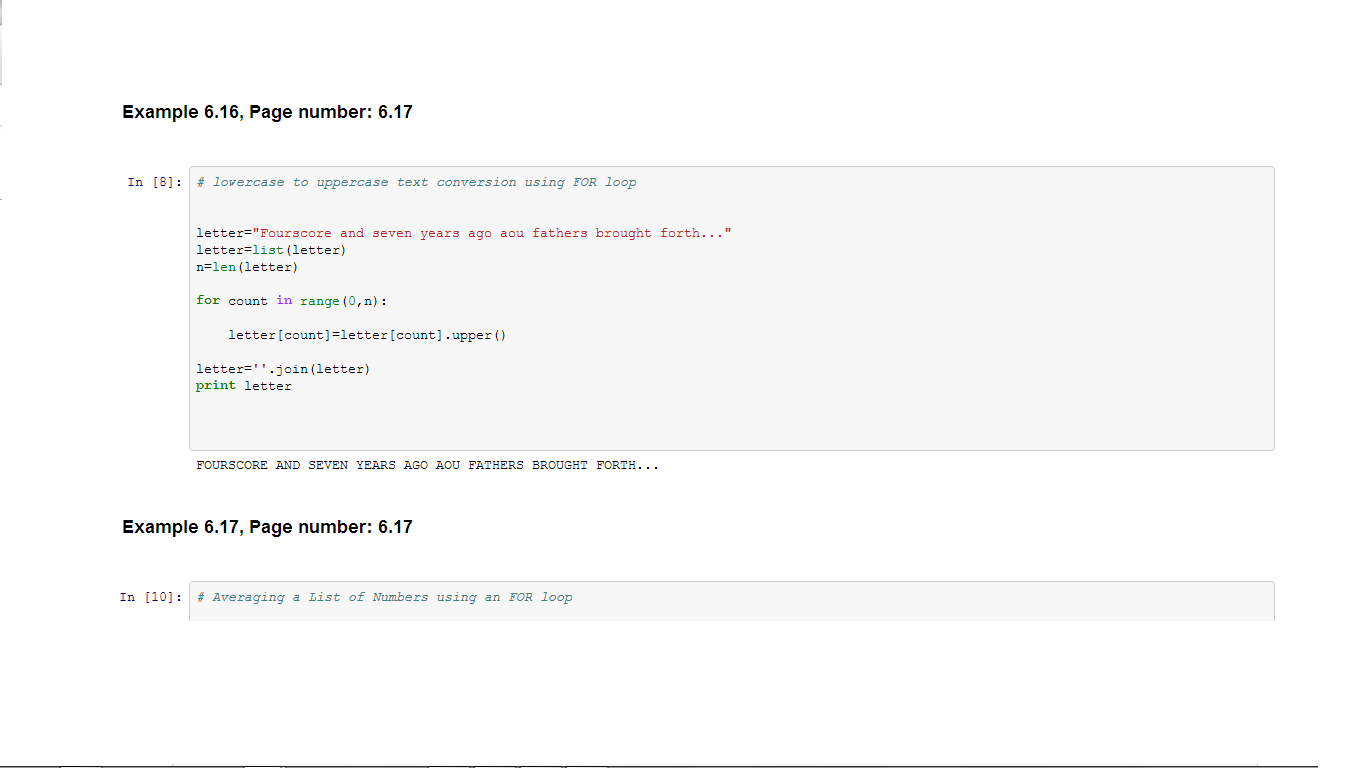 Example 6.16, Page number: 6.17
In [8]:
# lowercase to uppercase text conversion using FOR loop
letter="Fourscore and seven years ago aou fathers brought forth..."
letter=list(letter)
n=len(letter)
for count in range(0,n):
    letter[count]=letter[count].upper()
letter=''.join(letter)
print letter
FOURSCORE AND SEVEN YEARS AGO AOU FATHERS BROUGHT FORTH...
Example 6.17, Page number: 6.17
In [10]:
# Averaging a List of Numbers using an FOR loop